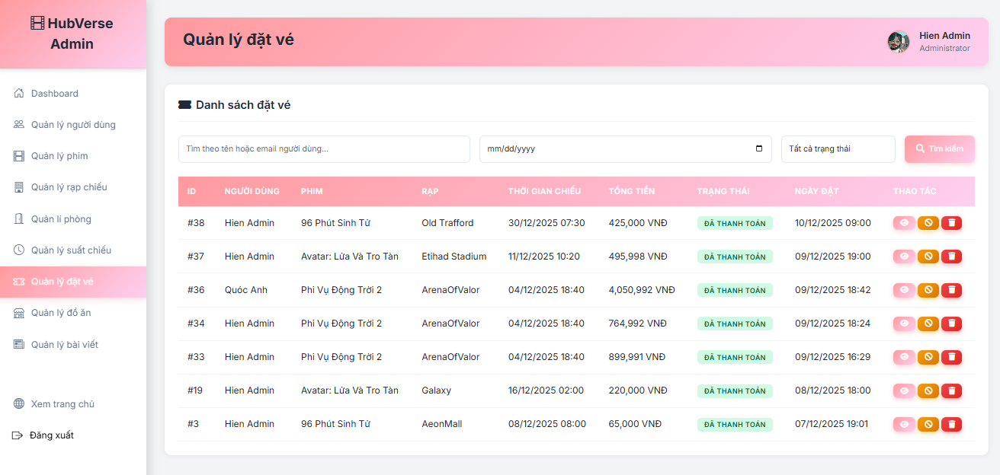 HubVerse
Admin
Dashboard
Quản lý người dùng
Quản lý phim
Quản lý rạp chiếu
Quản lí phòng
Quản lý suất chiếu
Quản lý đặt vé
Quản lý đồ ăn
Quản lý bài viết
Xem trang chủ
Đăng xuất
Quản lý đặt vé
Hien Admin
Administrator
Danh sách đặt vé
Tìm theo tên hoặc email người dùng...
mm/dd/yyyy
Tất cả trạng thái
Tìm kiếm
ID NGƯỜI DÙNG PHIM RẠP THỜI GIAN CHIẾU TỔNG TIỀN TRẠNG THÁI NGÀY ĐẶT THAO TÁC
#38 Hien Admin 96 Phút Sinh Tử Old Trafford 30/12/2025 07:30 425,000 VNĐ ĐÃ THANH TOÁN 10/12/2025 09:00
#37 Hien Admin Avatar: Lửa Và Tro Tàn Etihad Stadium 11/12/2025 10:20 495,998 VNĐ ĐÃ THANH TOÁN 09/12/2025 19:00
#36 Quóc Anh Phi Vụ Động Trời 2 ArenaOfValor 04/12/2025 18:40 4,050,992 VNĐ ĐÃ THANH TOÁN 09/12/2025 18:42
#34 Hien Admin Phi Vụ Động Trời 2 ArenaOfValor 04/12/2025 18:40 764,992 VNĐ ĐÃ THANH TOÁN 09/12/2025 18:24
#33 Hien Admin Phi Vụ Động Trời 2 ArenaOfValor 04/12/2025 18:40 899,991 VNĐ ĐÃ THANH TOÁN 09/12/2025 16:29
#19 Hien Admin Avatar: Lửa Và Tro Tàn Galaxy 16/12/2025 02:00 220,000 VNĐ ĐÃ THANH TOÁN 08/12/2025 18:00
#3 Hien Admin 96 Phút Sinh Tử AeonMall 08/12/2025 08:00 65,000 VNĐ ĐÃ THANH TOÁN 07/12/2025 19:01